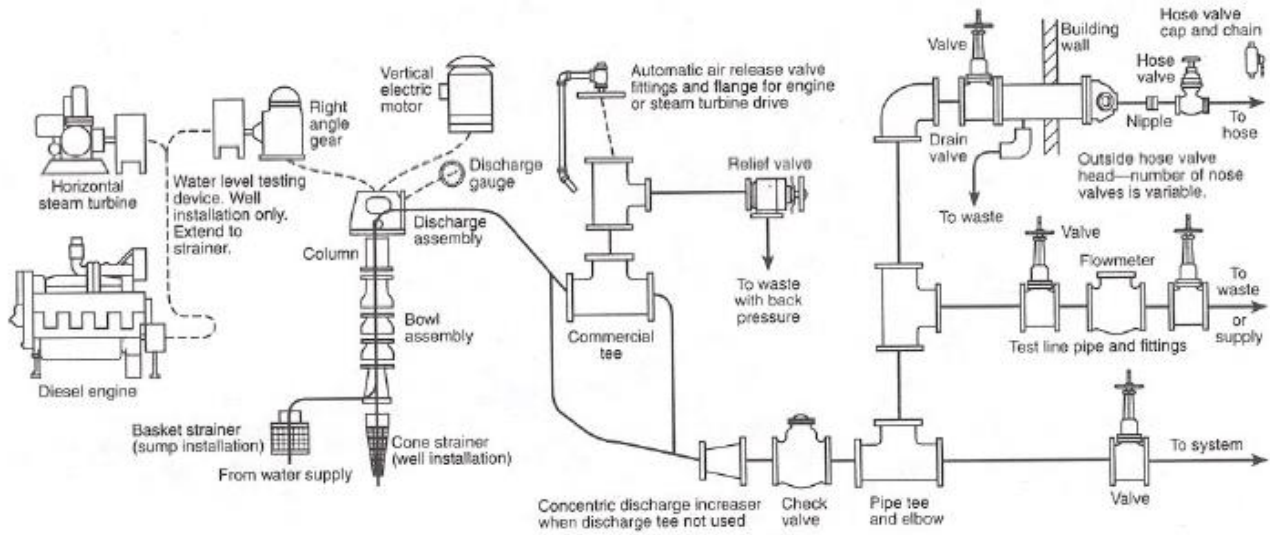 Horizontal
steam turbine
Right
angle
gear
Water level testing
device. Well
installation only.
Extend to
strainer.
Diesel engine
Vertical
electric
motor
Discharge
gauge
Discharge
assembly
Column
Bowl
assembly
Basket strainer
(sump installation)
From water supply
Cone strainer
(well installation)
Automatic air release valve
fittings and flange for engine
or steam turbine drive
Relief valve
To waste
with back
pressure
Commercial
tee
Concentric discharge increaser
when discharge tee not used
Check
valve
Pipe tee
and elbow
Valve
Building
wall
Hose valve
cap and chain
Hose
valve
Nipple
To
hose
Drain
valve
To waste
Outside hose valve
head—number of nose
valves is variable.
Valve
Flowmeter
To
waste
or
supply
Test line pipe and fittings
To system
Valve